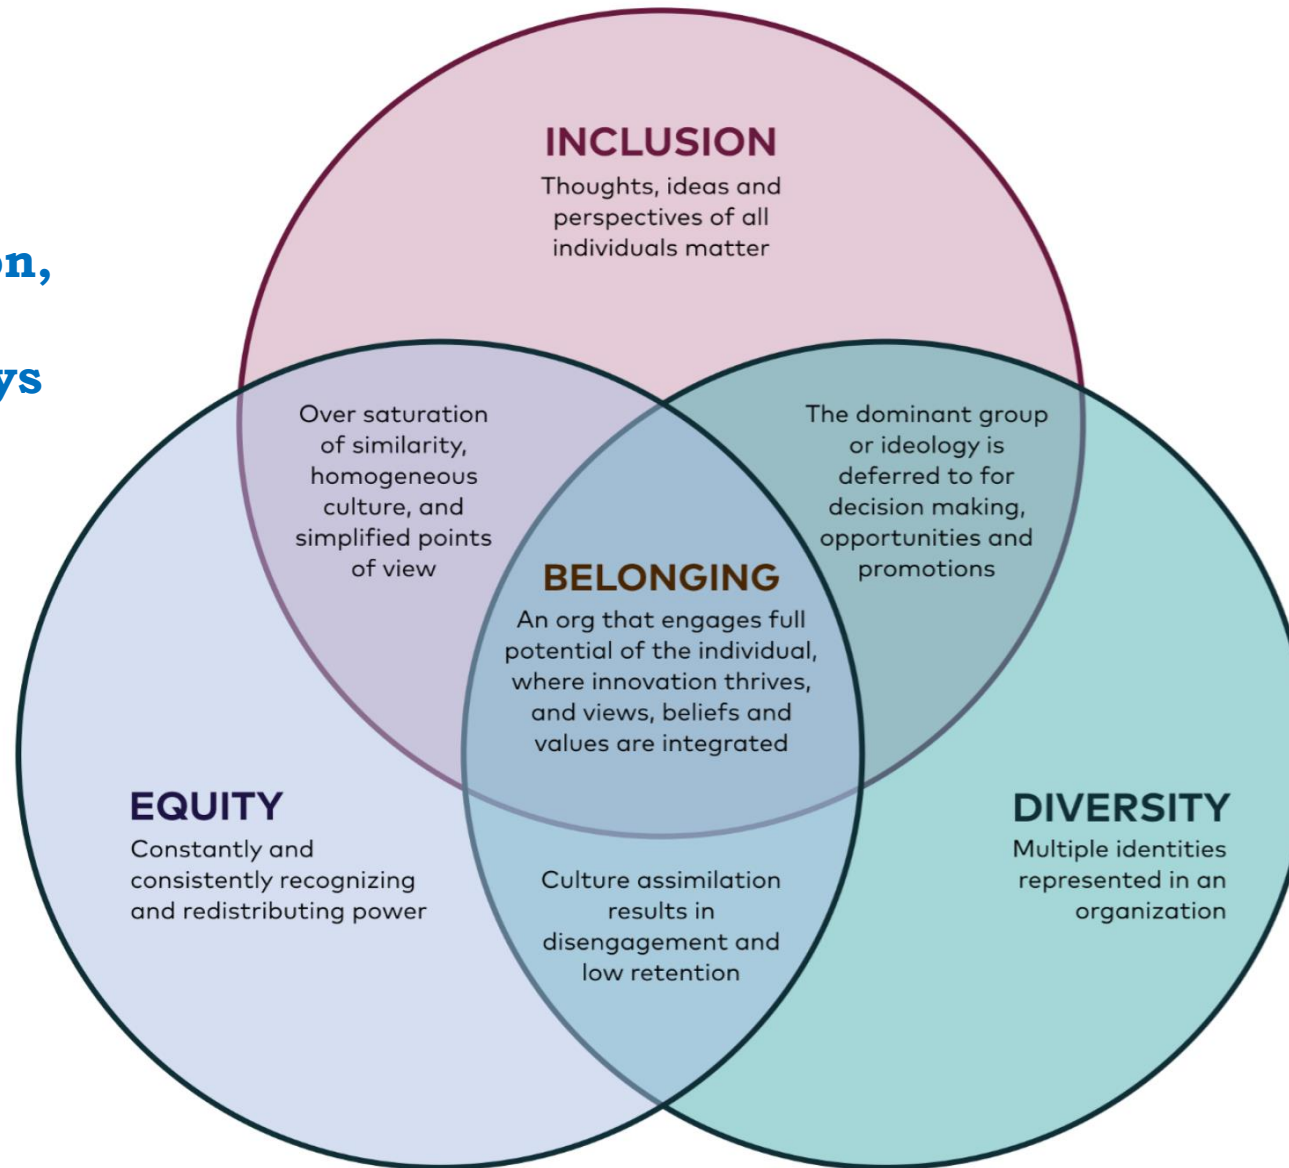 INCLUSION
Thoughts, ideas and
perspectives of all
individuals matter
on,
ys
Over saturation
of similarity,
homogeneous
culture, and
simplified points
of view
The dominant group
or ideology is
deferred to for
decision making,
opportunities and
promotions
BELONGING
An org that engages full
potential of the individual,
where innovation thrives,
and views, beliefs and
values are integrated
EQUITY
Constantly and
consistently recognizing
and redistributing power
DIVERSITY
Multiple identities
represented in an
organization
Culture assimilation
results in
disengagement and
low retention